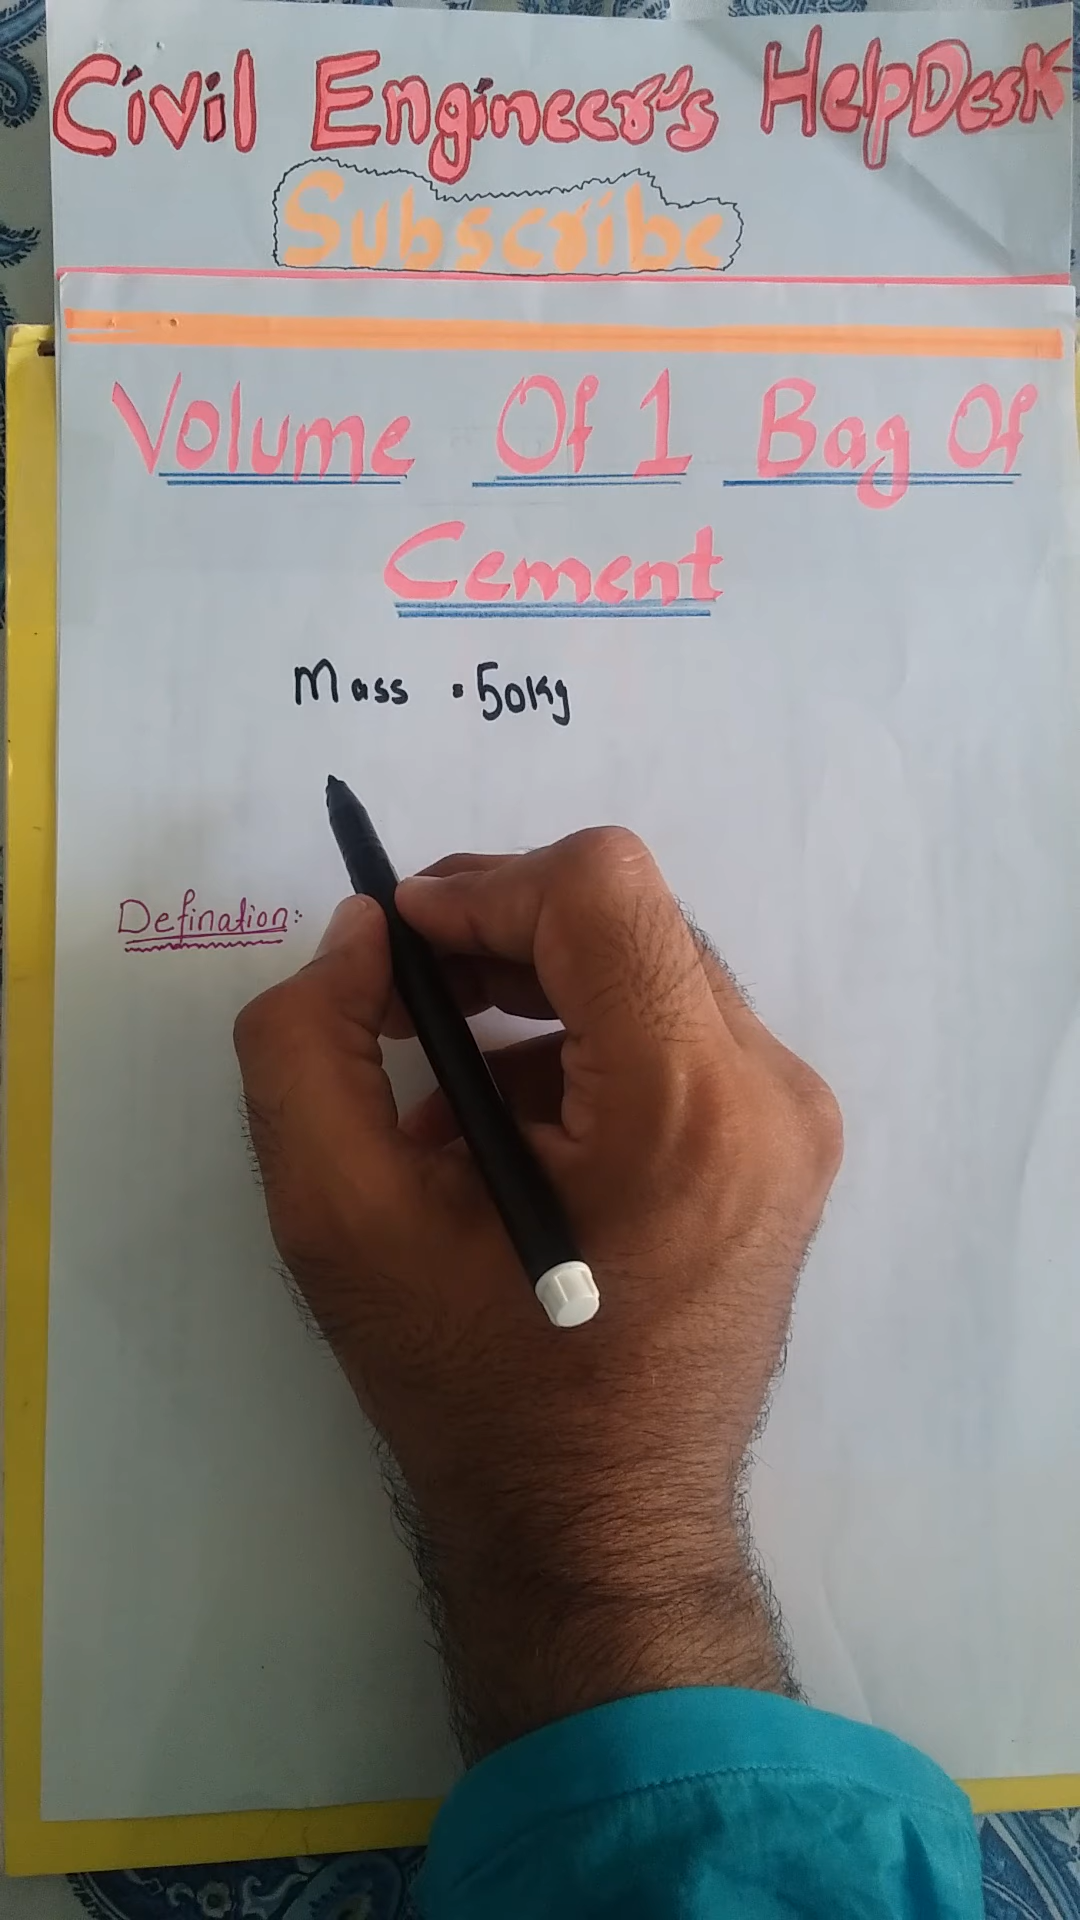 Civil Engineer's HelpDesk
Subscribe
Volume Of 1 Bag Of
Cement
Mass = 50Kg
Defination: